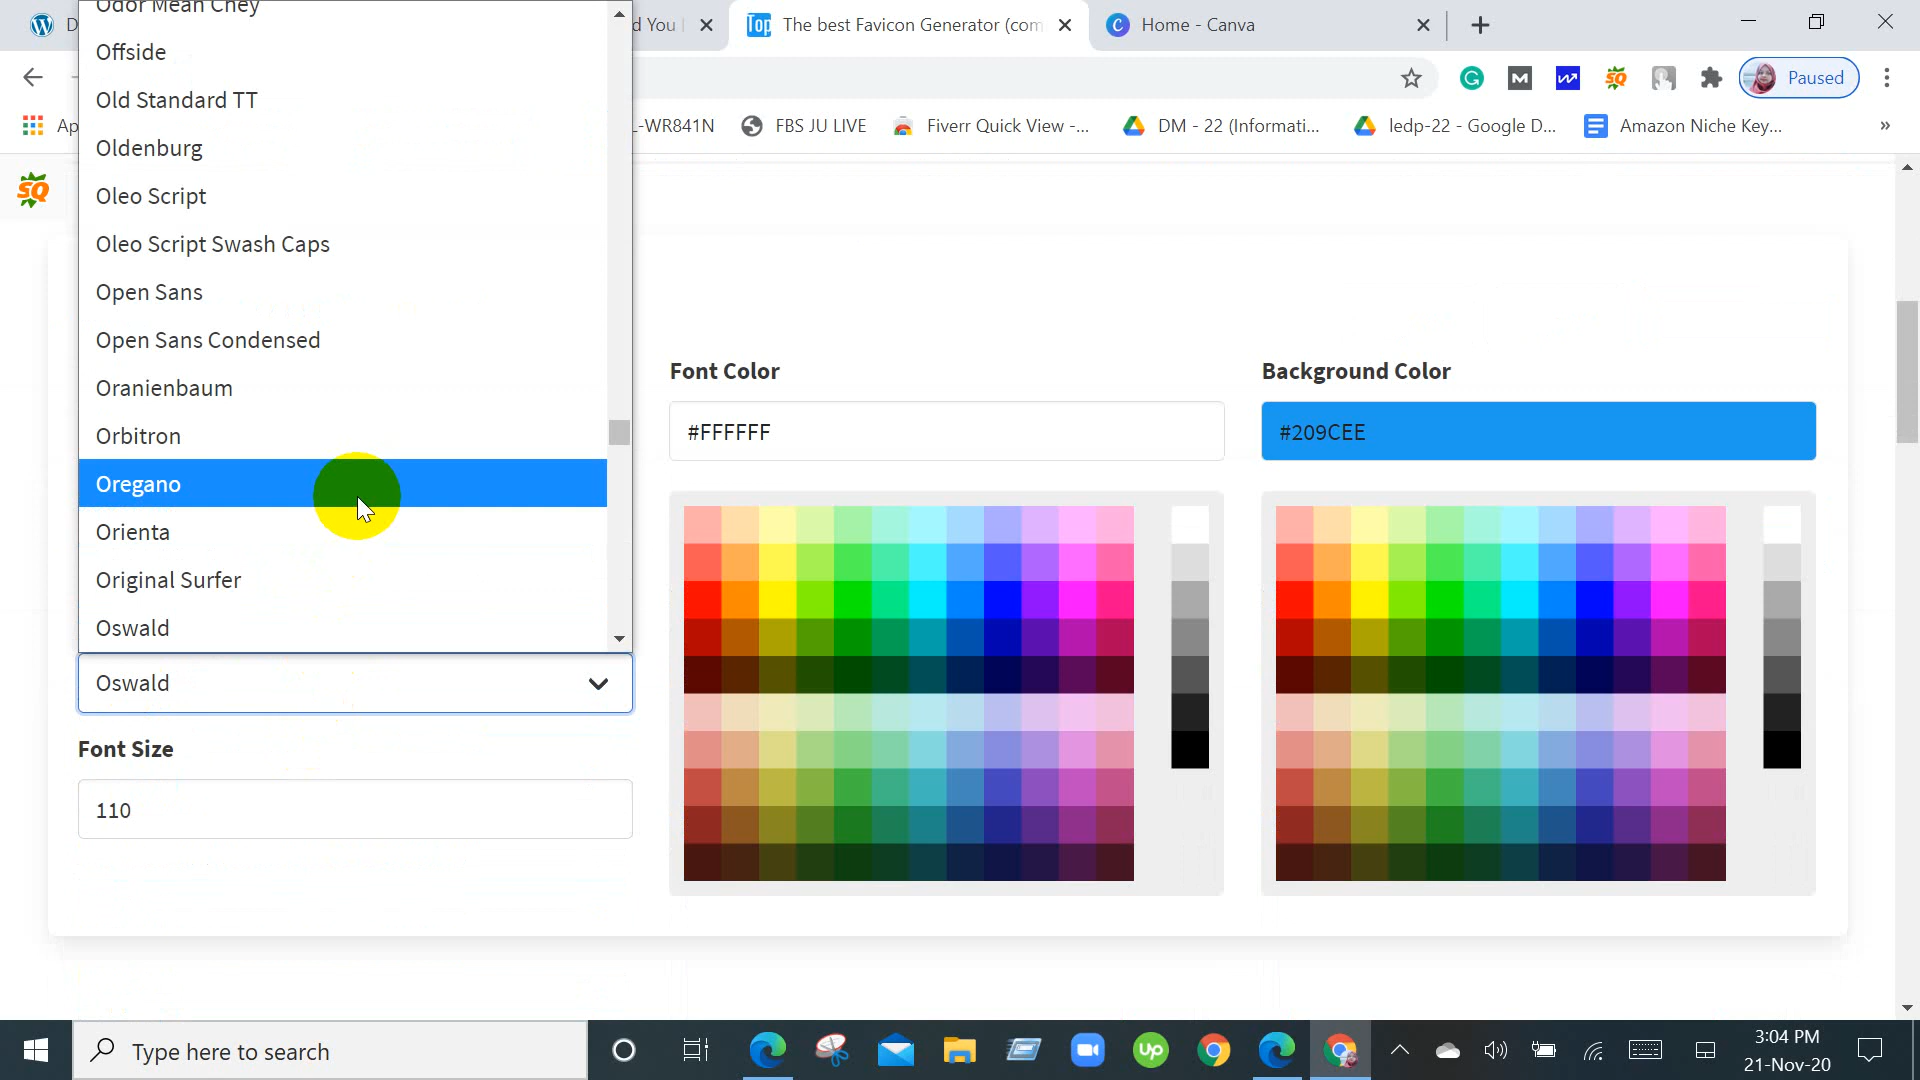 D
d You
Top
The best Favicon Generator (com
C
Home - Canva
Paused
Ap
L-WR841N
FBS JU LIVE
Fiverr Quick View -...
DM - 22 (Informati...
ledp-22 - Google D...
Amazon Niche Key...
»
SQ
Odor Mean Chey
Offside
Old Standard TT
Oldenburg
Oleo Script
Oleo Script Swash Caps
Open Sans
Open Sans Condensed
Oranienbaum
Orbitron
Oregano
Orienta
Original Surfer
Oswald
Oswald
Font Size
110
Font Color
#FFFFFF
Background Color
#209CEE
Type here to search
Up
3:04 PM
21-Nov-20